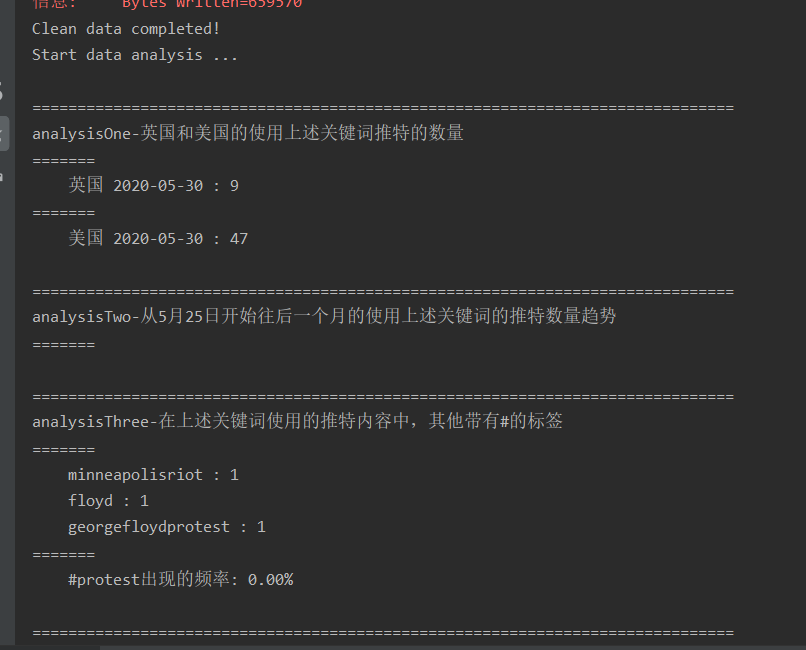 信息:     Bytes Written=659570
Clean data completed!
Start data analysis ...
==============================================================================
analysisOne-英国和美国的使用上述关键词推特的数量
=======
英国 2020-05-30 : 9
=======
美国 2020-05-30 : 47
==============================================================================
analysisTwo-从5月25日开始往后一个月的使用上述关键词的推特数量趋势
=======
==============================================================================
analysisThree-在上述关键词使用的推特内容中，其他带有#的标签
=======
minneapolisriot : 1
floyd : 1
georgefloydprotest : 1
=======
#protest出现的频率: 0.00%
==============================================================================